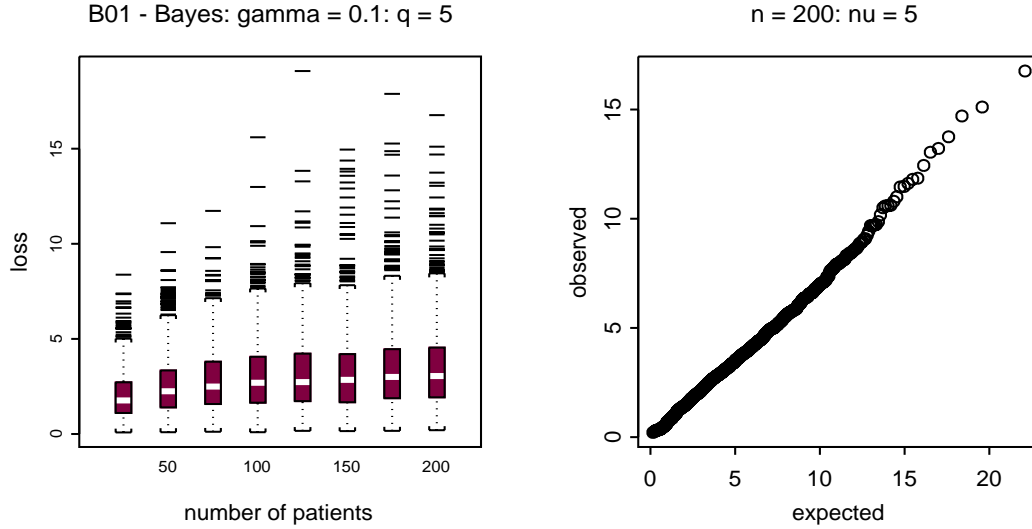 B01 - Bayes: gamma = 0.1: q = 5
loss
15
10
5
0
50 100 150 200
number of patients
n = 200: nu = 5
observed
15
10
5
0
0 5 10 15 20
expected